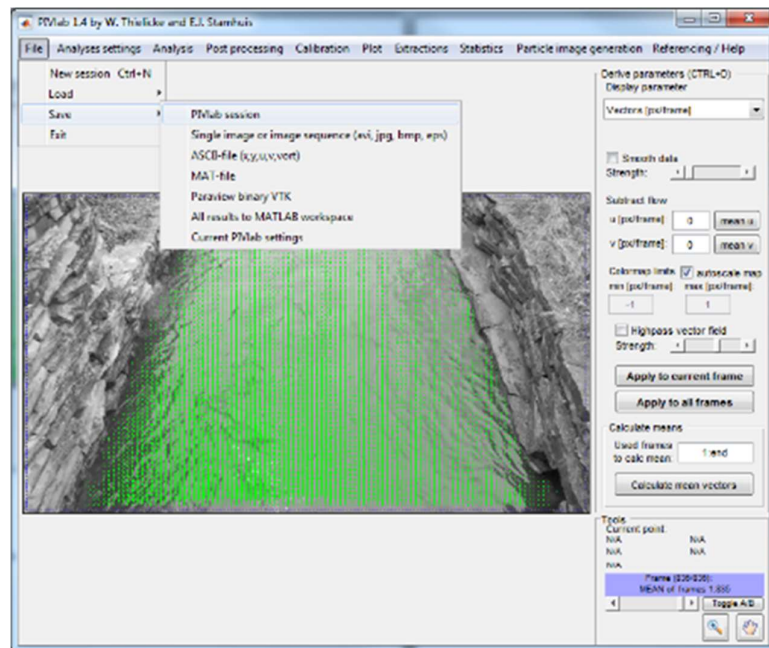 PIVlab 1.4 by W. Thielicke and E.J. Stamhuis
File Analyses settings Analysis Post processing Calibration Plot Extractions Statistics Particle image generation Referencing / Help
New session Ctrl+N
Load
Save
Exit
PIVlab session
Single image or image sequence (avi, jpg, bmp, eps)
ASCII-file (x,y,u,v,vort)
MAT-file
Paraview binary VTK
All results to MATLAB workspace
Current PIVlab settings
Derive parameters (CTRL+D)
Display parameter
Vectors [px/frame]
Smooth data
Strength:
Subtract flow
u [px/frame]: 0 mean u
v [px/frame]: 0 mean v
Colormap limits autoscale map
min [px/frame]: max [px/frame]:
-1 1
Highpass vector field
Strength:
Apply to current frame
Apply to all frames
Calculate means
Used frames
to calc mean: 1:end
Calculate mean vectors
Tools
Current point:
N/A N/A
N/A N/A
N/A
Frame (836/836):
MEAN of frames 1:835
Toggle A/B